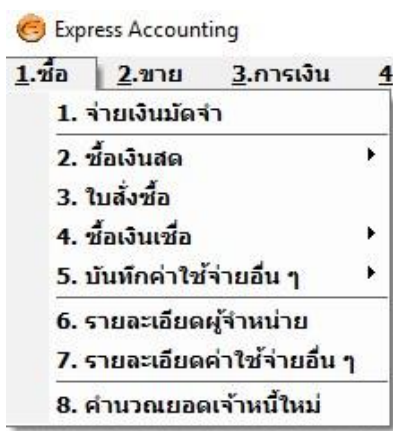 Express Accounting
1.ซื้อ 2.ขาย 3.การเงิน 4
1. จ่ายเงินมัดจำ
2. ซื้อเงินสด
3. ใบสั่งซื้อ
4. ซื้อเงินเชื่อ
5. บันทึกค่าใช้จ่ายอื่น ๆ
6. รายละเอียดผู้จำหน่าย
7. รายละเอียดค่าใช้จ่ายอื่น ๆ
8. คำนวณยอดเจ้าหนี้ใหม่